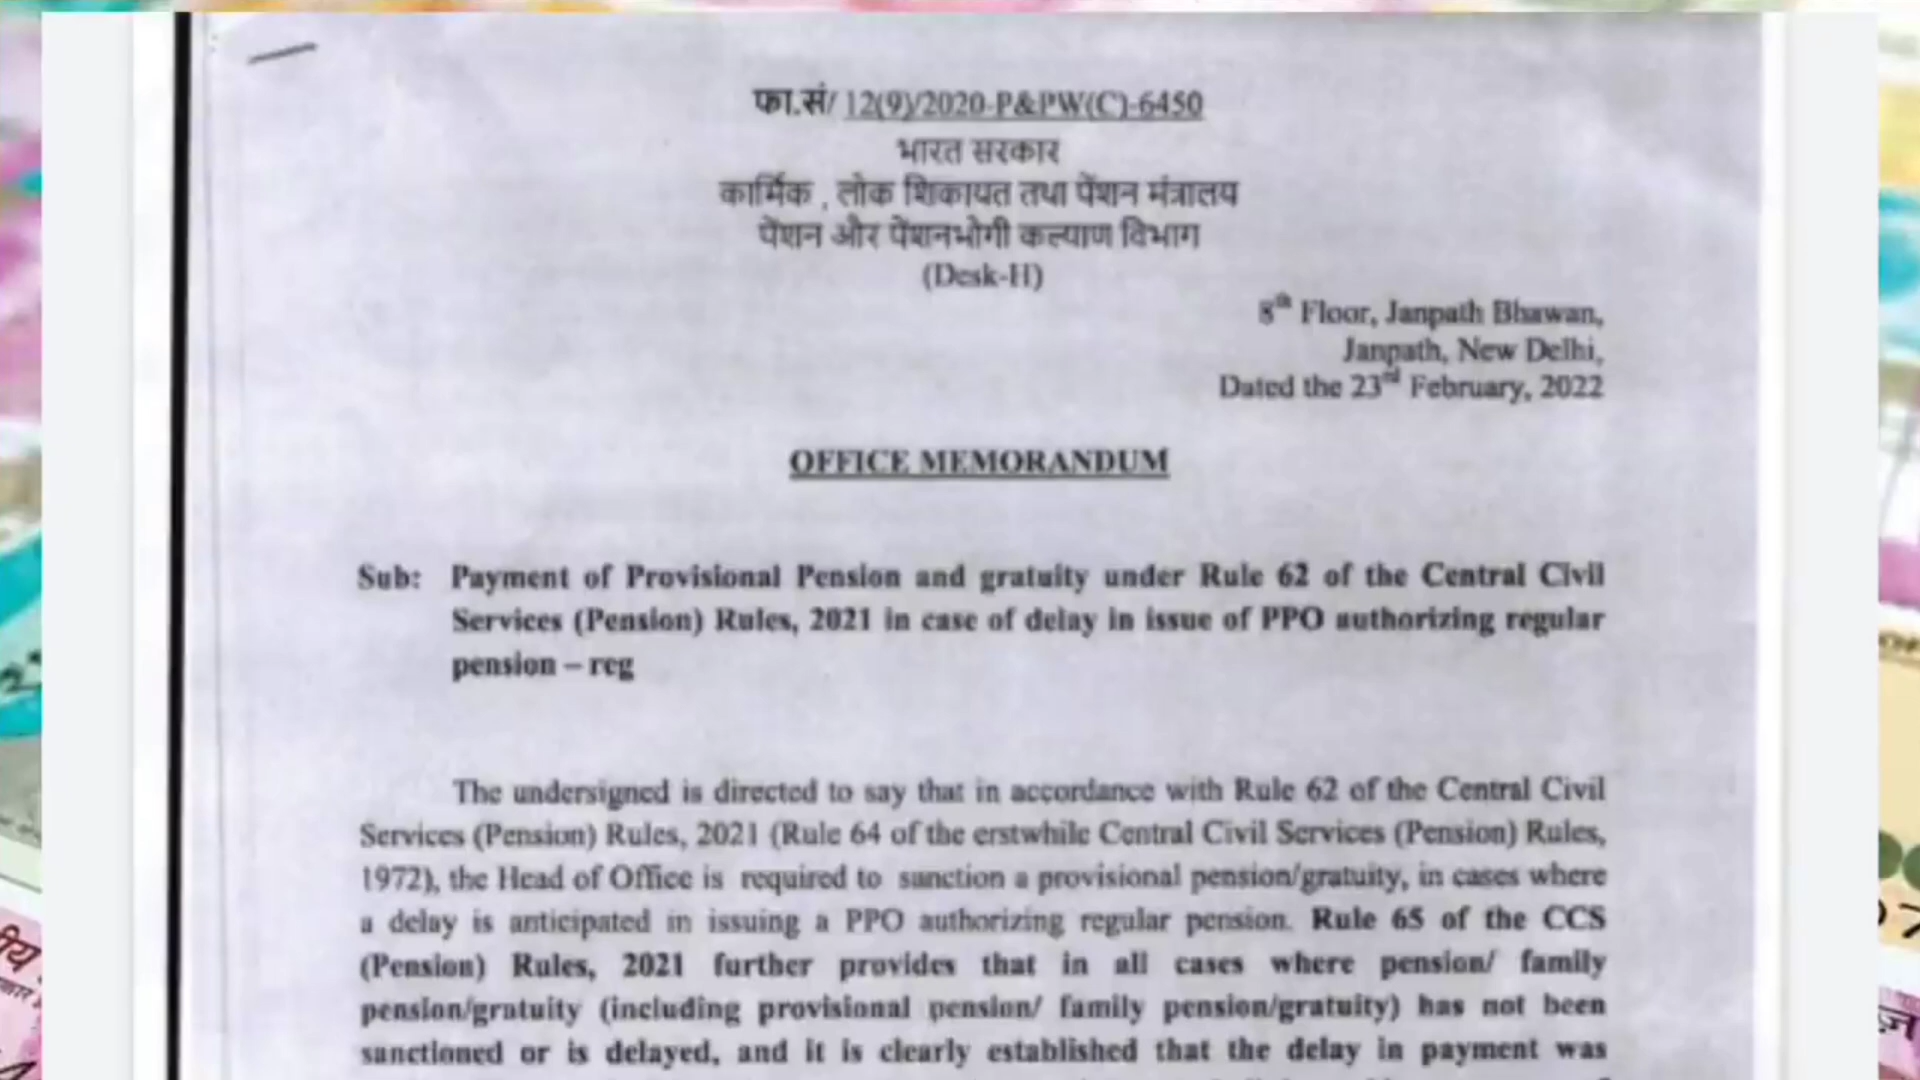 फा.सं/ 12(9)/2020-P&PW(C)-6450
भारत सरकार
कार्मिक , लोक शिकायत तथा पेंशन मंत्रालय
पेंशन और पेंशनभोगी कल्याण विभाग
(Desk-H)
8th Floor, Janpath Bhawan,
Janpath, New Delhi,
Dated the 23rd February, 2022
OFFICE MEMORANDUM
Sub: Payment of Provisional Pension and gratuity under Rule 62 of the Central Civil
Services (Pension) Rules, 2021 in case of delay in issue of PPO authorizing regular
pension – reg
The undersigned is directed to say that in accordance with Rule 62 of the Central Civil
Services (Pension) Rules, 2021 (Rule 64 of the erstwhile Central Civil Services (Pension) Rules,
1972), the Head of Office is required to sanction a provisional pension/gratuity, in cases where
a delay is anticipated in issuing a PPO authorizing regular pension. Rule 65 of the CCS
(Pension) Rules, 2021 further provides that in all cases where pension/ family
pension/gratuity (including provisional pension/ family pension/gratuity) has not been
sanctioned or is delayed, and it is clearly established that the delay in payment was